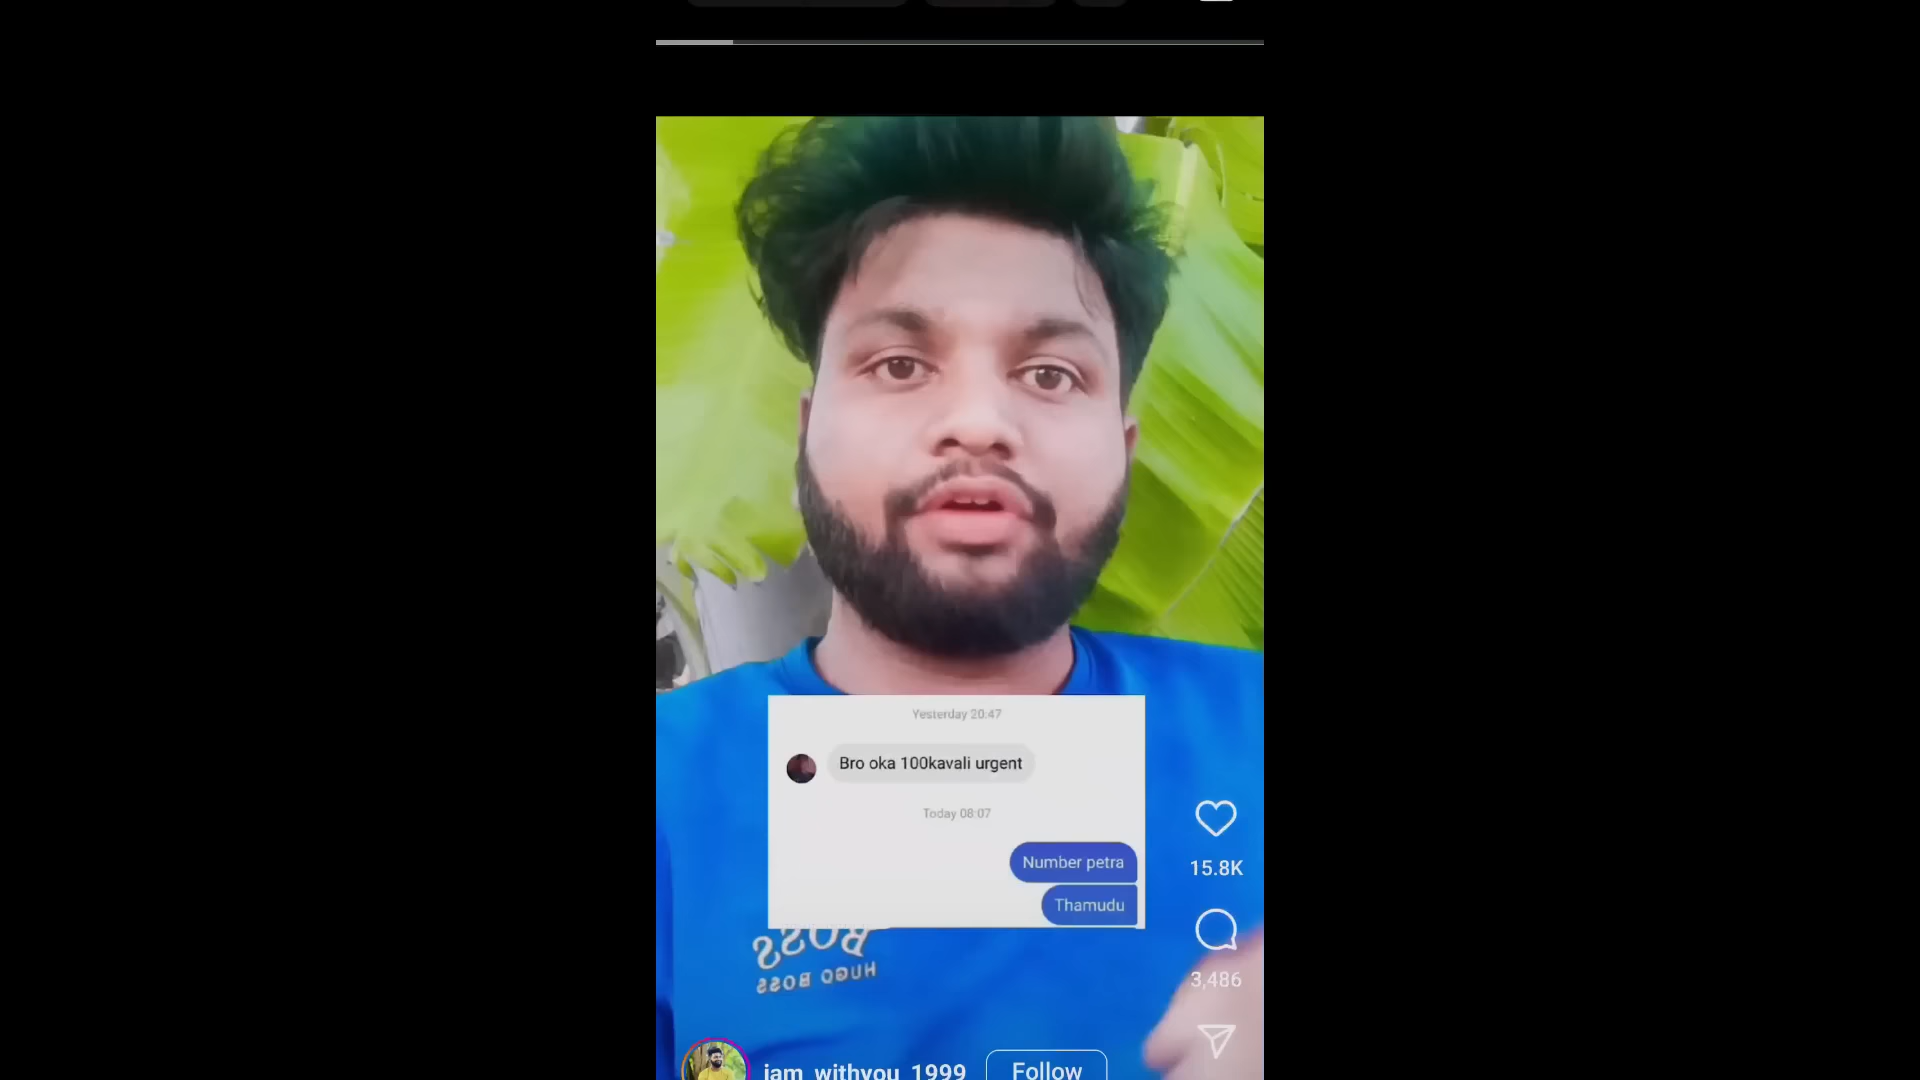 Yesterday 20:47
Bro oka 100kavali urgent
Today 08:07
Number petra
Thamudu
BOSS
HUGO BOSS
15.8K
3,486
iam_withyou_1999
Follow